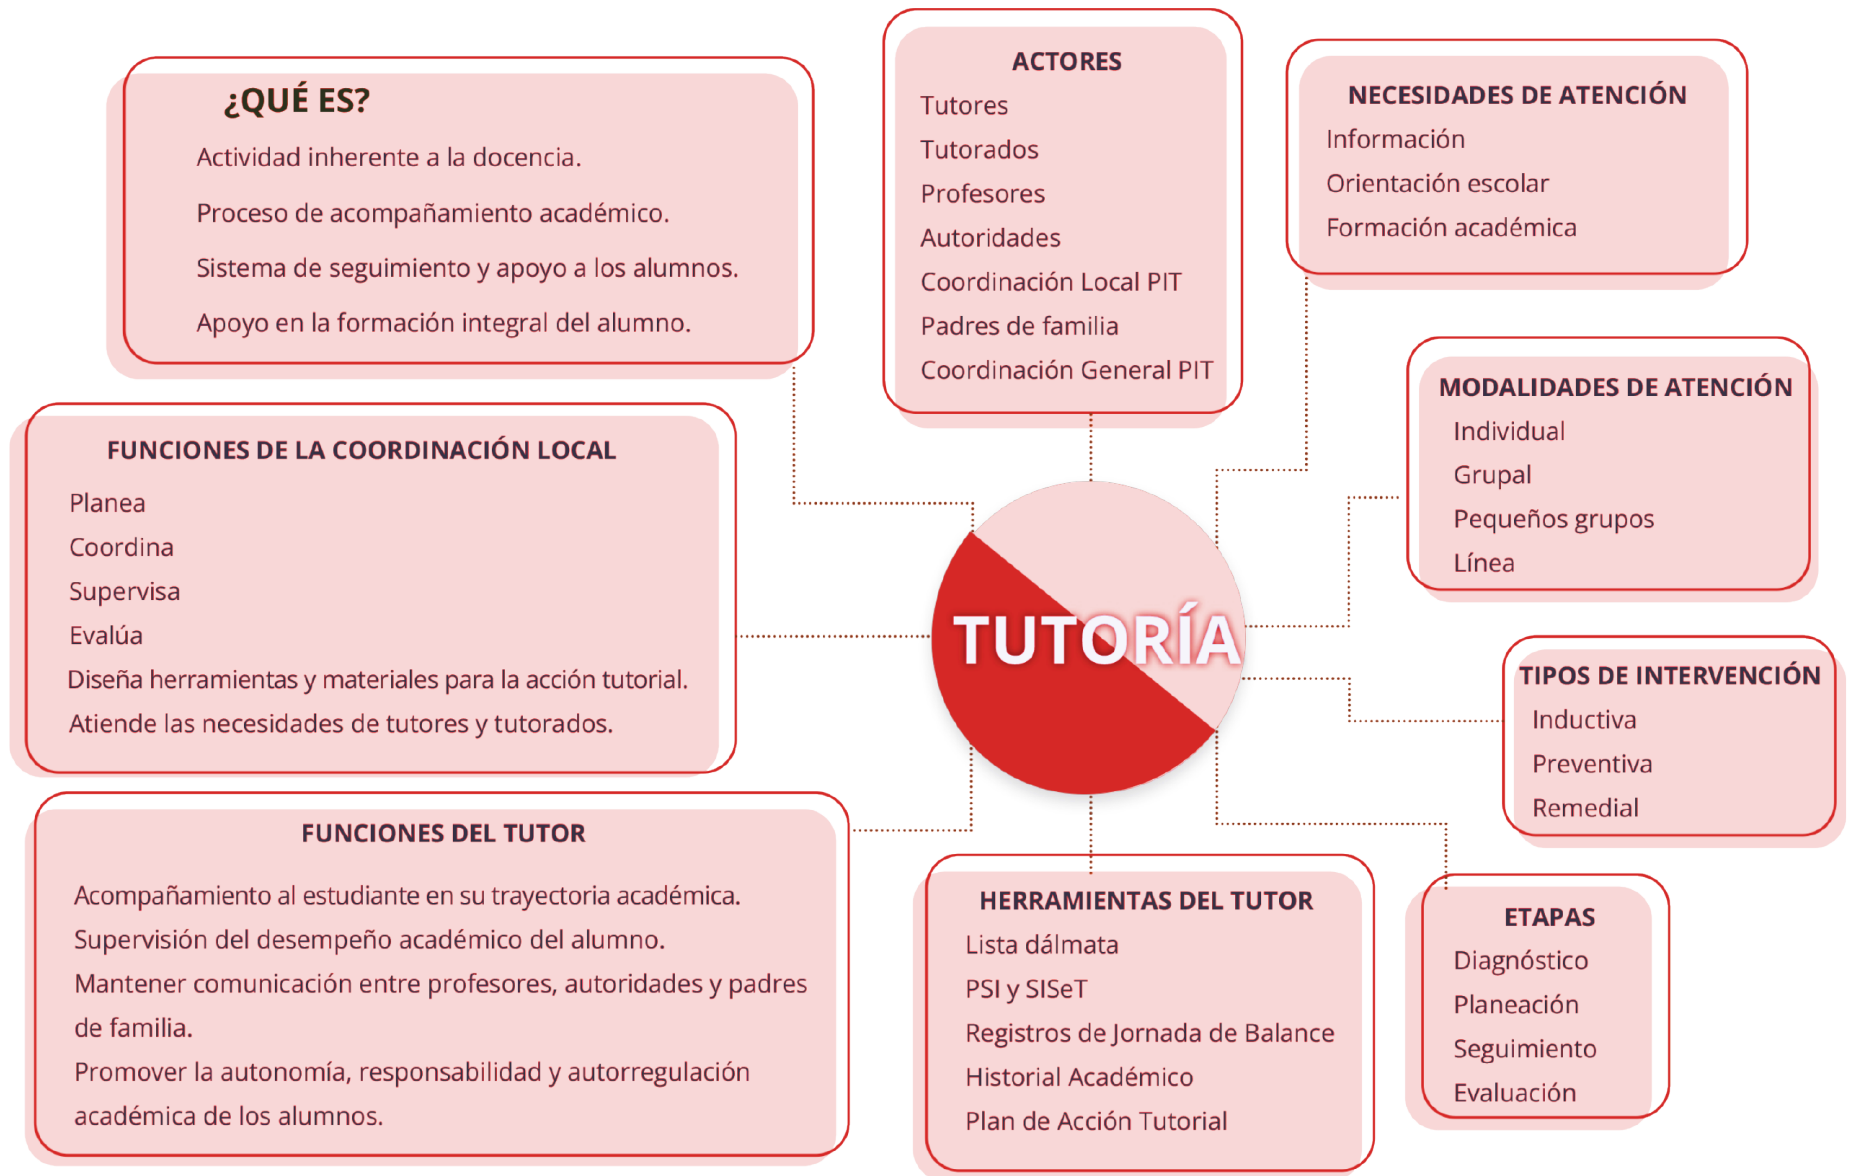 ¿QUÉ ES?
Actividad inherente a la docencia.
Proceso de acompañamiento académico.
Sistema de seguimiento y apoyo a los alumnos.
Apoyo en la formación integral del alumno.
ACTORES
Tutores
Tutorados
Profesores
Autoridades
Coordinación Local PIT
Padres de familia
Coordinación General PIT
NECESIDADES DE ATENCIÓN
Información
Orientación escolar
Formación académica
MODALIDADES DE ATENCIÓN
Individual
Grupal
Pequeños grupos
Línea
FUNCIONES DE LA COORDINACIÓN LOCAL
Planea
Coordina
Supervisa
Evalúa
Diseña herramientas y materiales para la acción tutorial.
Atiende las necesidades de tutores y tutorados.
TUTORÍA
TIPOS DE INTERVENCIÓN
Inductiva
Preventiva
Remedial
FUNCIONES DEL TUTOR
Acompañamiento al estudiante en su trayectoria académica.
Supervisión del desempeño académico del alumno.
Mantener comunicación entre profesores, autoridades y padres
de familia.
Promover la autonomía, responsabilidad y autorregulación
académica de los alumnos.
HERRAMIENTAS DEL TUTOR
Lista dálmata
PSI y SISeT
Registros de Jornada de Balance
Historial Académico
Plan de Acción Tutorial
ETAPAS
Diagnóstico
Planeación
Seguimiento
Evaluación